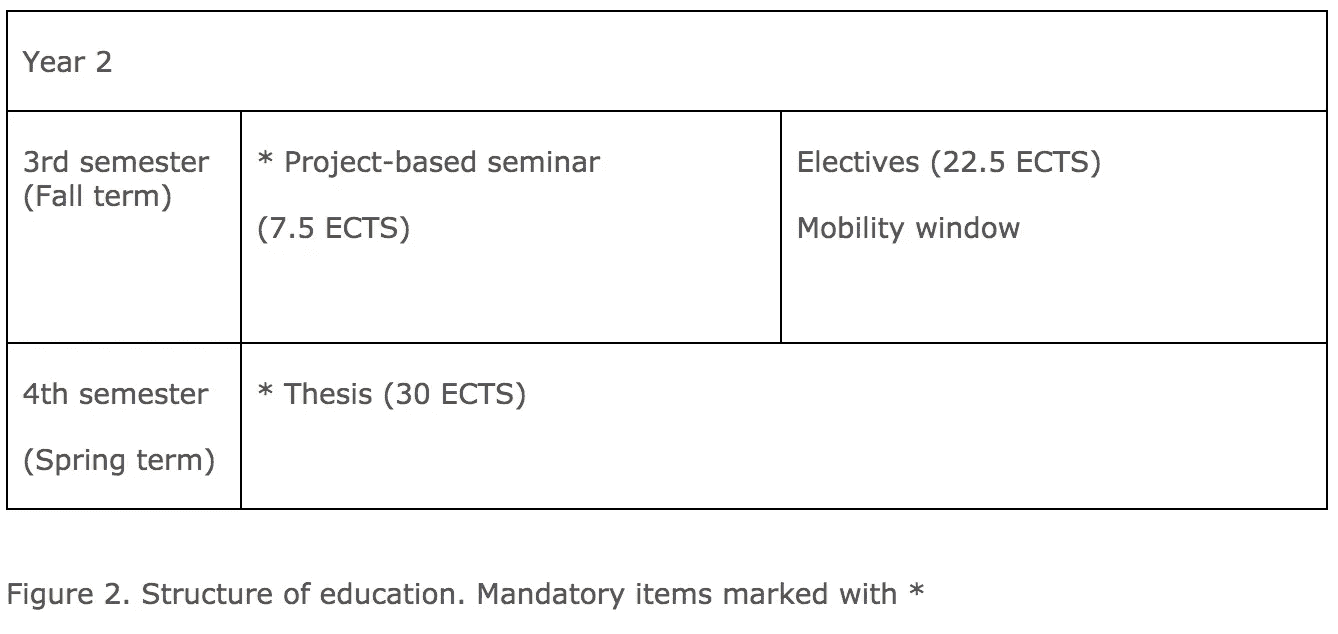 Year 2
3rd semester
(Fall term)
* Project-based seminar
(7.5 ECTS)
Electives (22.5 ECTS)
Mobility window
4th semester
(Spring term)
* Thesis (30 ECTS)
Figure 2. Structure of education. Mandatory items marked with *